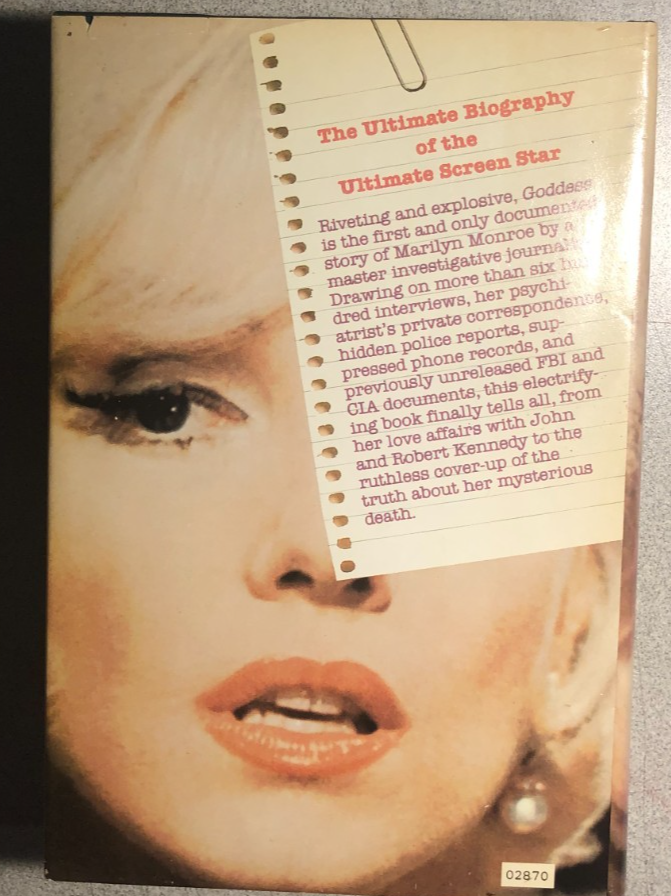 The Ultimate Biography
of the
Ultimate Screen Star
Riveting and explosive, Goddess
is the first and only documented
story of Marilyn Monroe by a
master investigative journalist.
Drawing on more than six hun-
dred interviews, her psychi-
atrist's private correspondence,
hidden police reports, sup-
pressed phone records, and
previously unreleased FBI and
CIA documents, this electrify-
ing book finally tells all, from
her love affairs with John
and Robert Kennedy to the
ruthless cover-up of the
truth about her mysterious
death.
02870